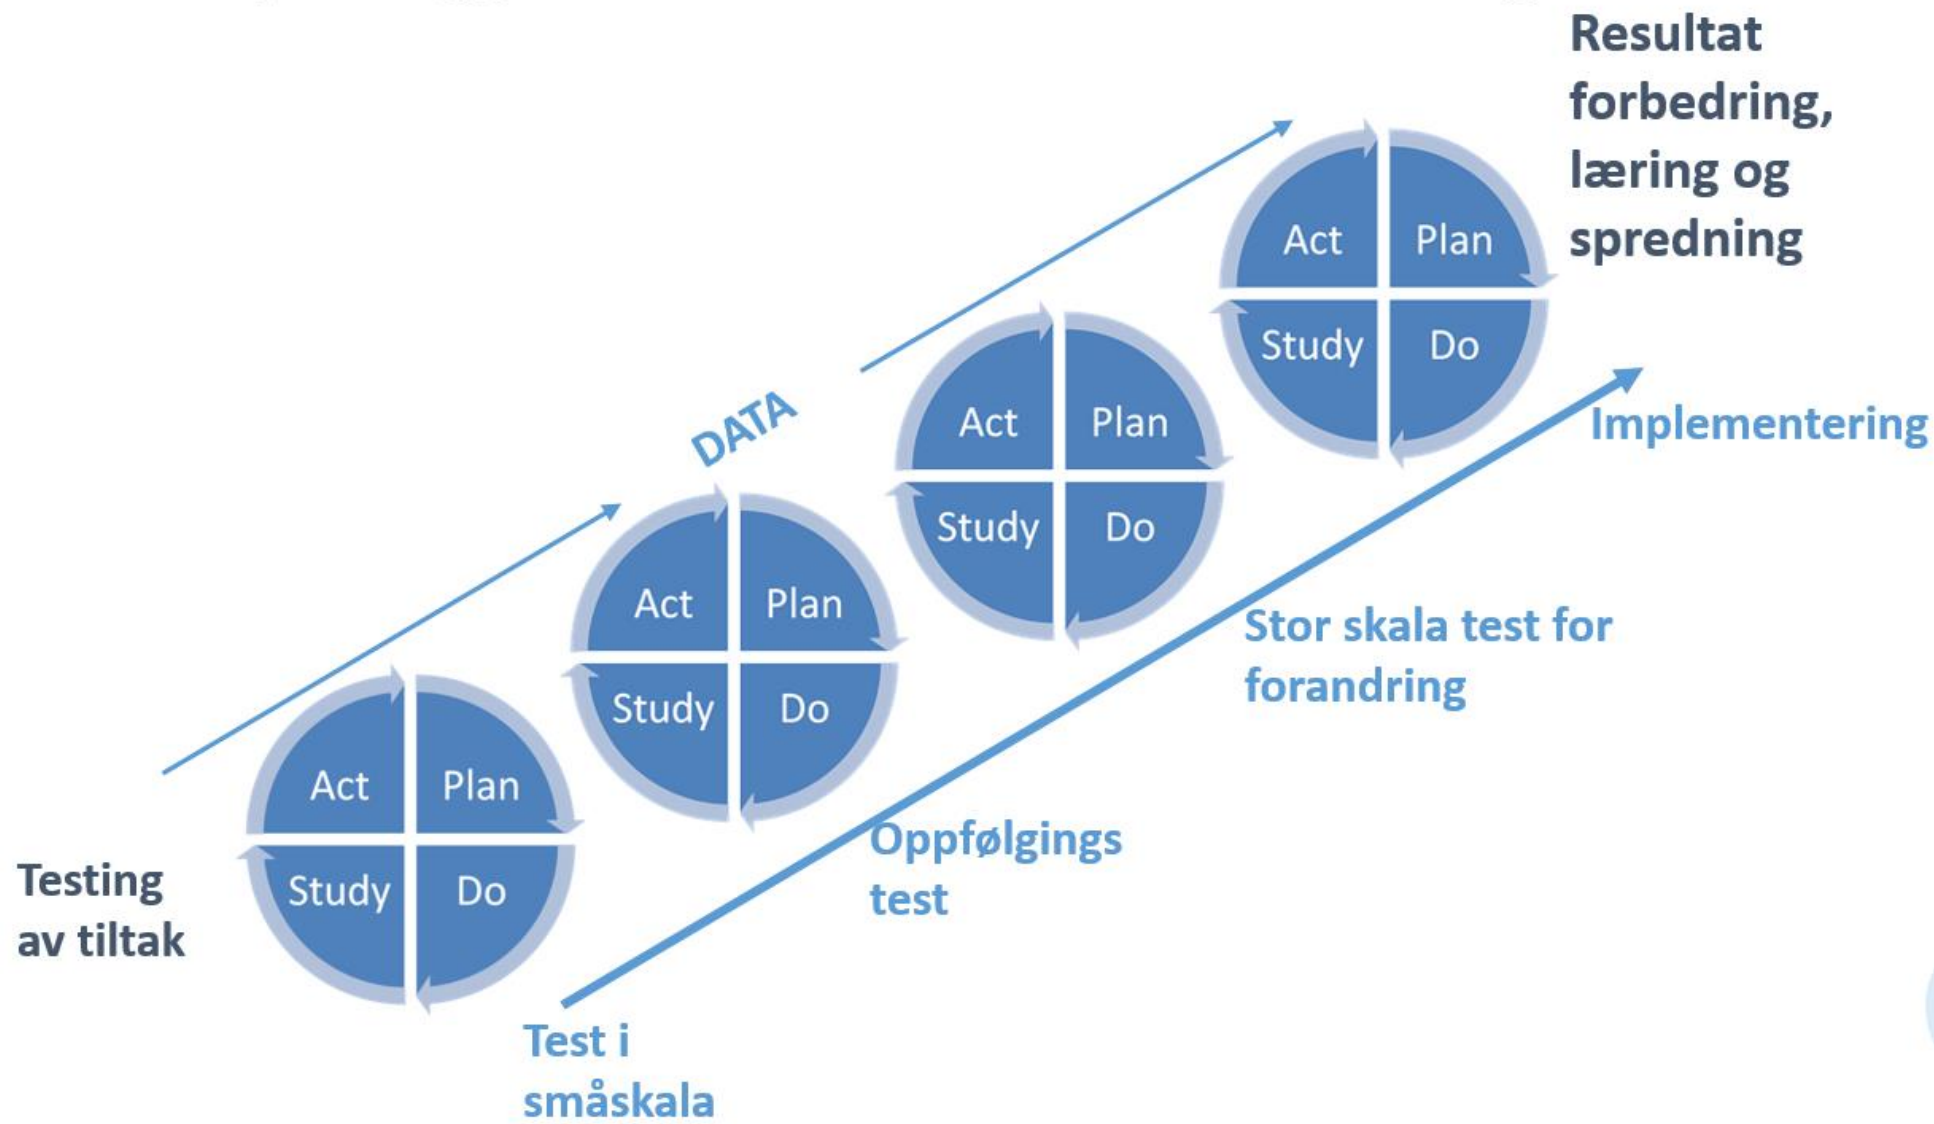 Resultat
forbedring,
læring og
spredning
Act Plan
Study Do
Implementering
DATA
Act Plan
Study Do
Stor skala test for
forandring
Act Plan
Study Do
Oppfølgings
test
Act Plan
Study Do
Testing
av tiltak
Test i
småskala